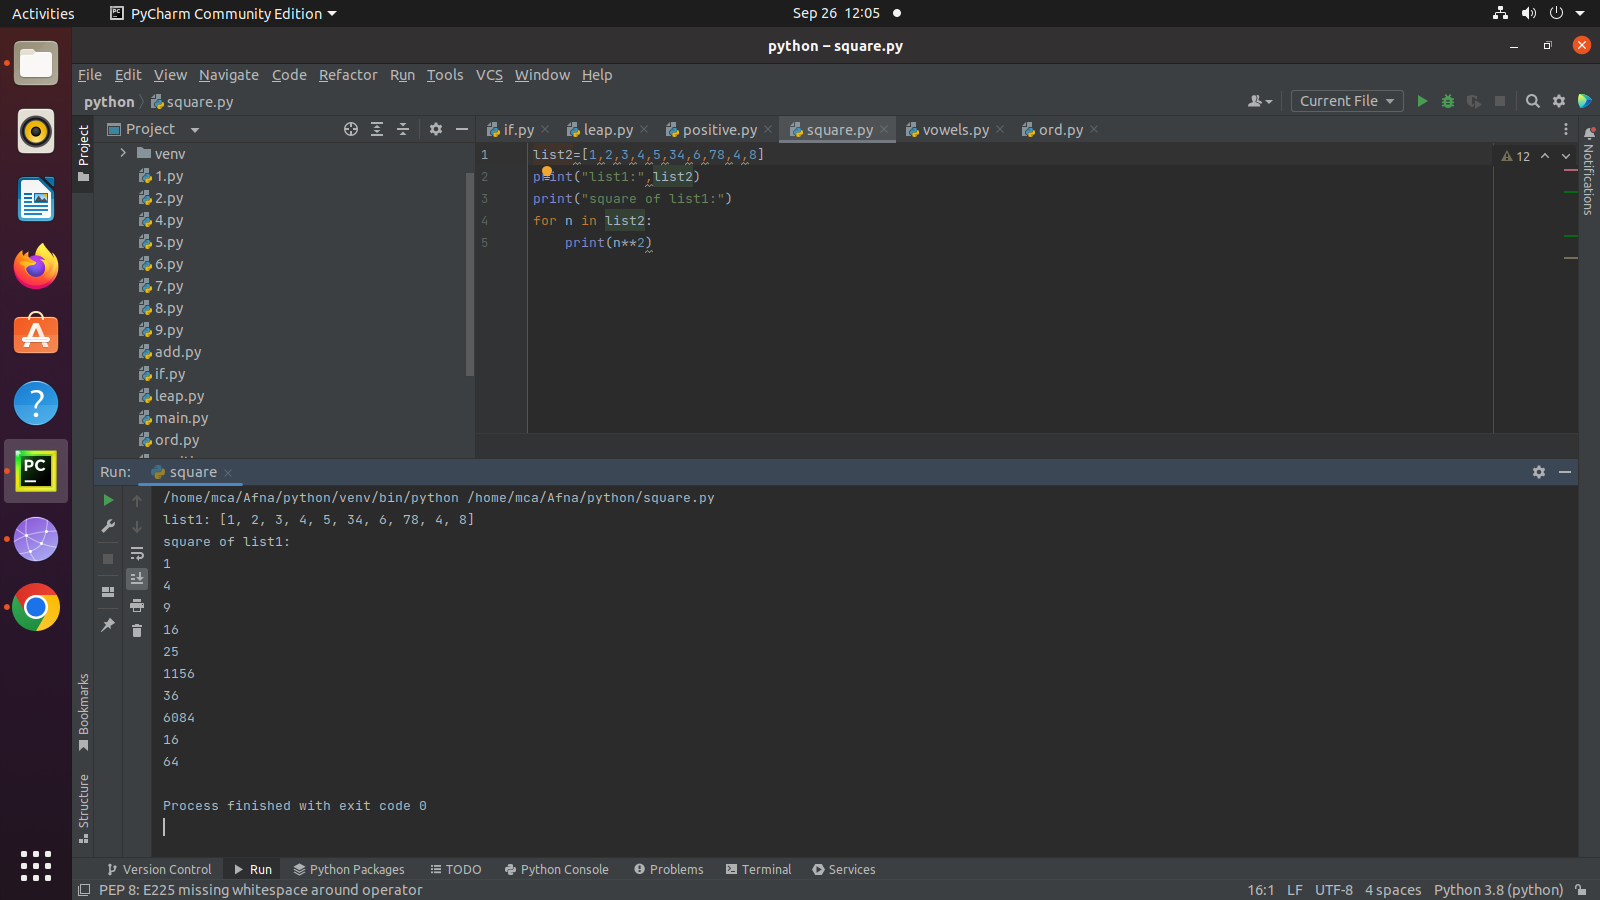 Activities
PyCharm Community Edition
Sep 26 12:05
python – square.py
File Edit View Navigate Code Refactor Run Tools VCS Window Help
python square.py
Current File
Project
Project
if.py leap.py positive.py square.py vowels.py ord.py
venv
1.py
2.py
4.py
5.py
6.py
7.py
8.py
9.py
add.py
if.py
leap.py
main.py
ord.py
1 list2=[1,2,3,4,5,34,6,78,4,8]
2 print("list1:",list2)
3 print("square of list1:")
4 for n in list2:
5 print(n**2)
12
Notifications
Run: square
/home/mca/Afna/python/venv/bin/python /home/mca/Afna/python/square.py
list1: [1, 2, 3, 4, 5, 34, 6, 78, 4, 8]
square of list1:
1
4
9
16
25
1156
36
6084
16
64
Process finished with exit code 0
Bookmarks
Structure
Version Control Run Python Packages TODO Python Console Problems Terminal Services
PEP 8: E225 missing whitespace around operator
16:1 LF UTF-8 4 spaces Python 3.8 (python)
PC